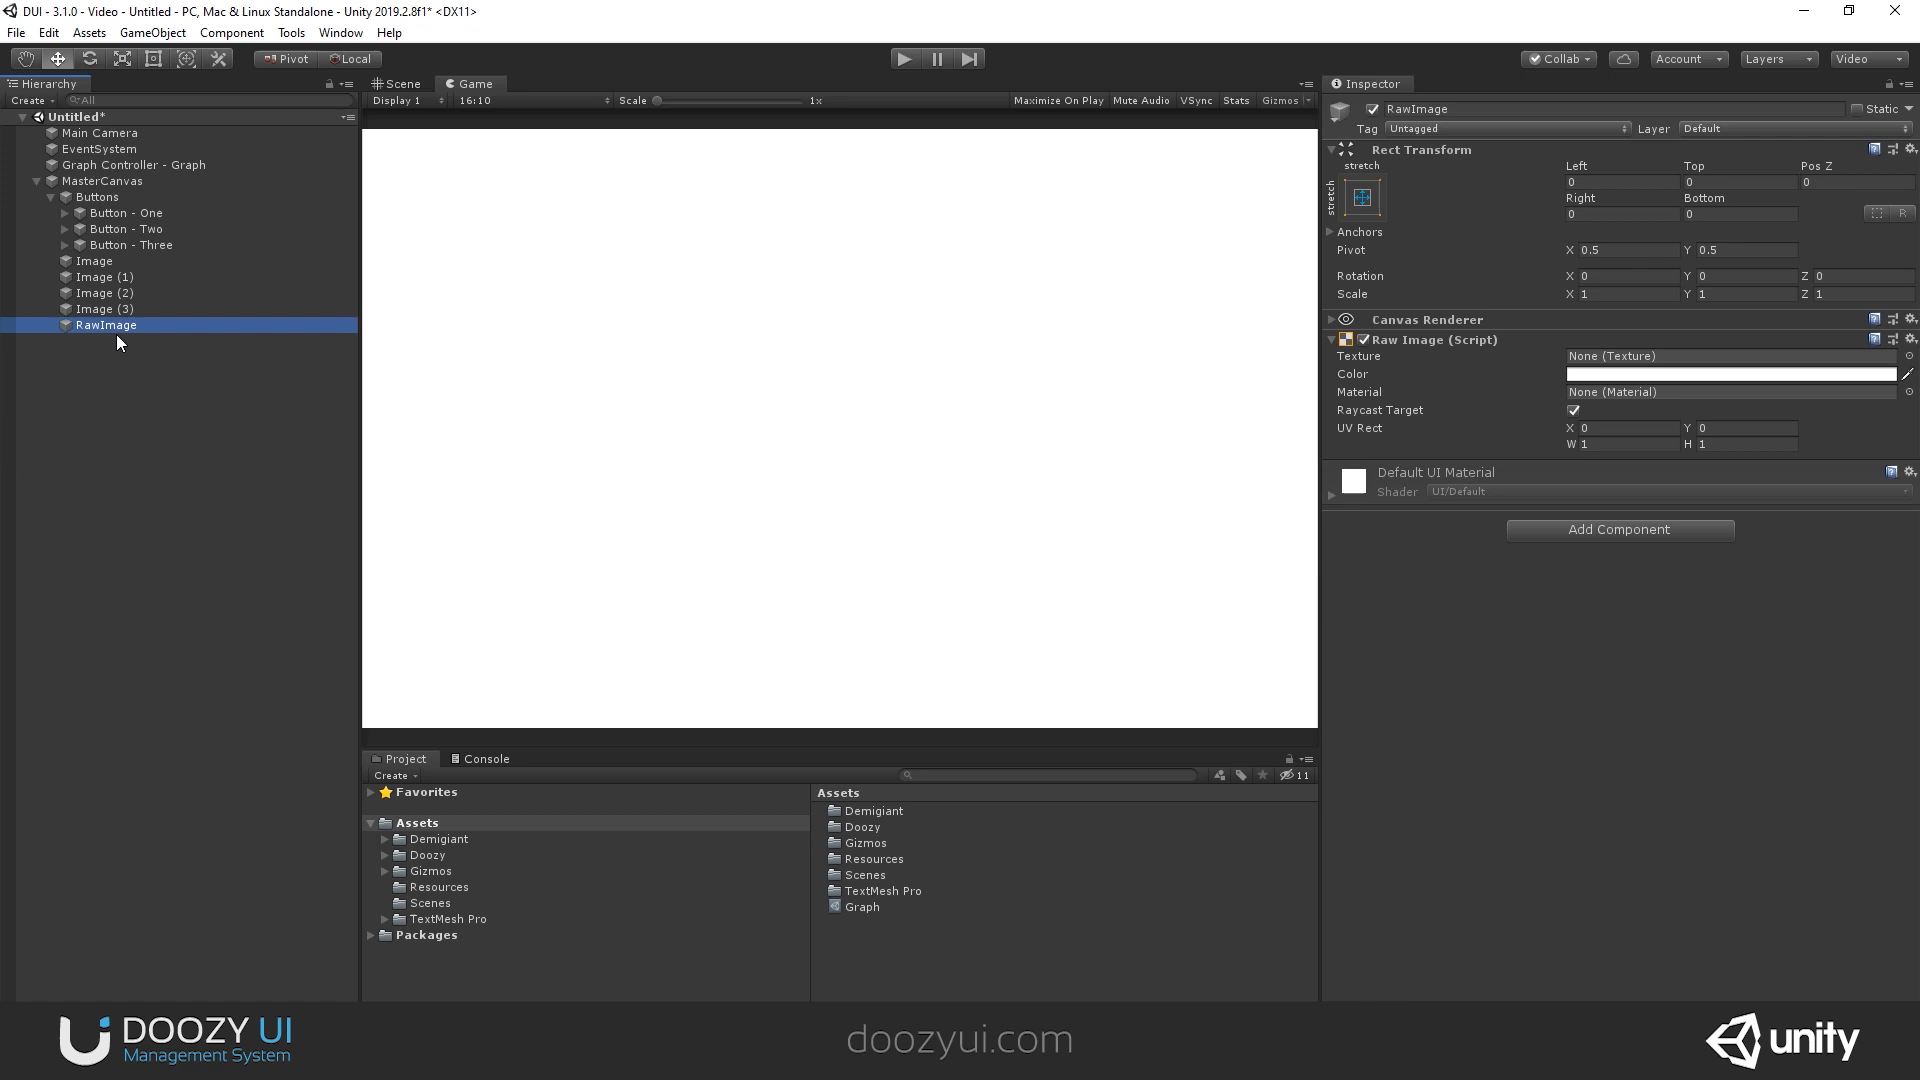 DUI - 3.1.0 - Video - Untitled - PC, Mac & Linux Standalone - Unity 2019.2.8f1* <DX11>
File Edit Assets GameObject Component Tools Window Help
Pivot Local Collab Account Layers Video
Hierarchy
Create All
Untitled*
Main Camera
EventSystem
Graph Controller - Graph
MasterCanvas
Buttons
Button - One
Button - Two
Button - Three
Image
Image (1)
Image (2)
Image (3)
RawImage
Scene Game
Display 1 16:10 Scale 1x Maximize On Play Mute Audio VSync Stats Gizmos
Inspector
RawImage Static
Tag Untagged Layer Default
Rect Transform
stretch
stretch
Left Top Pos Z
0 0 0
Right Bottom
0 0 R
Anchors
Pivot X 0.5 Y 0.5
Rotation X 0 Y 0 Z 0
Scale X 1 Y 1 Z 1
Canvas Renderer
Raw Image (Script)
Texture None (Texture)
Color
Material None (Material)
Raycast Target
UV Rect X 0 Y 0
W 1 H 1
Default UI Material
Shader UI/Default
Add Component
Project Console
Create 11
Favorites
Assets
Demigiant
Doozy
Gizmos
Resources
Scenes
TextMesh Pro
Packages
Assets
Demigiant
Doozy
Gizmos
Resources
Scenes
TextMesh Pro
Graph
DOOZY UI
Management System
doozyui.com
unity